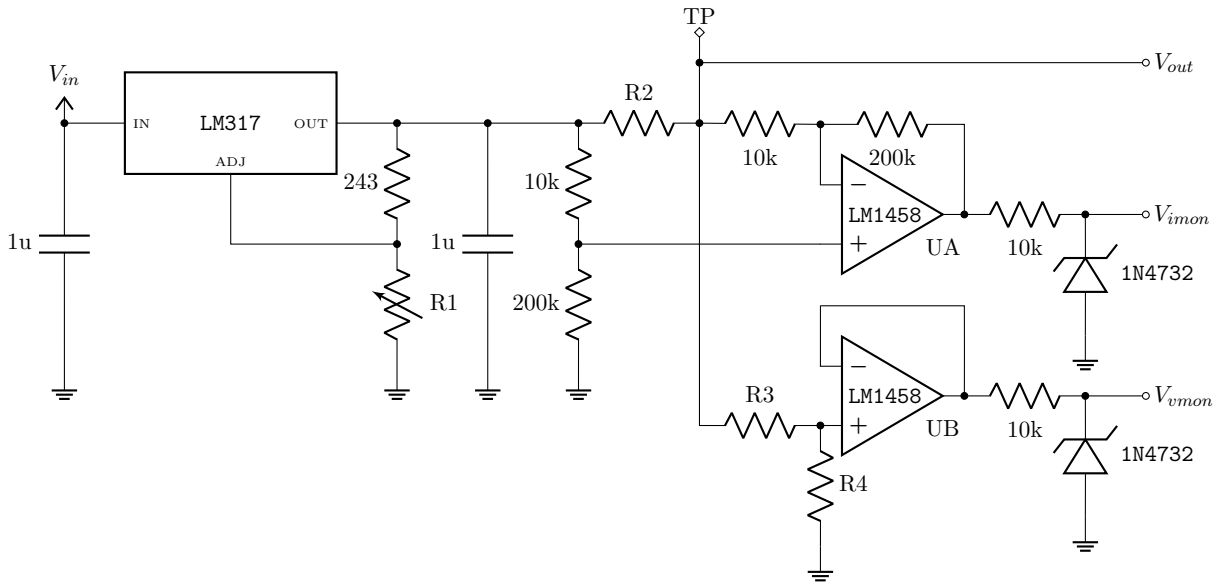 TP
V_out
V_in
R2
IN
LM317
OUT
ADJ
10k
200k
243
10k
LM1458
V_imon
1u
1u
UA
10k
1N4732
R1
200k
R3
LM1458
V_vmon
UB
10k
1N4732
R4